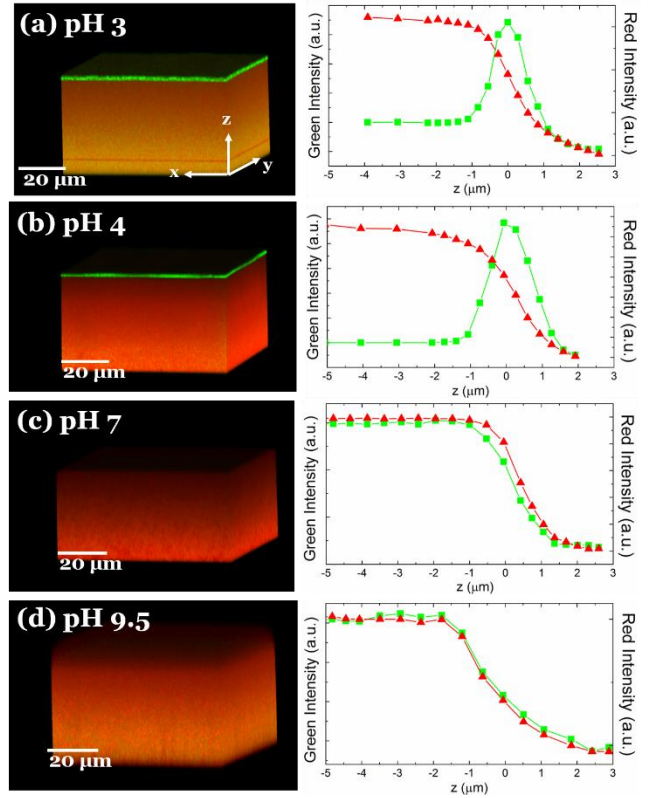 (a) pH 3
z
x
y
20 μm
Green Intensity (a.u.)
Red Intensity (a.u.)
-5 -4 -3 -2 -1 0 1 2 3
z (μm)
(b) pH 4
20 μm
Green Intensity (a.u.)
Red Intensity (a.u.)
-5 -4 -3 -2 -1 0 1 2 3
z (μm)
(c) pH 7
20 μm
Green Intensity (a.u.)
Red Intensity (a.u.)
-5 -4 -3 -2 -1 0 1 2 3
z (μm)
(d) pH 9.5
20 μm
Green Intensity (a.u.)
Red Intensity (a.u.)
-5 -4 -3 -2 -1 0 1 2 3
z (μm)